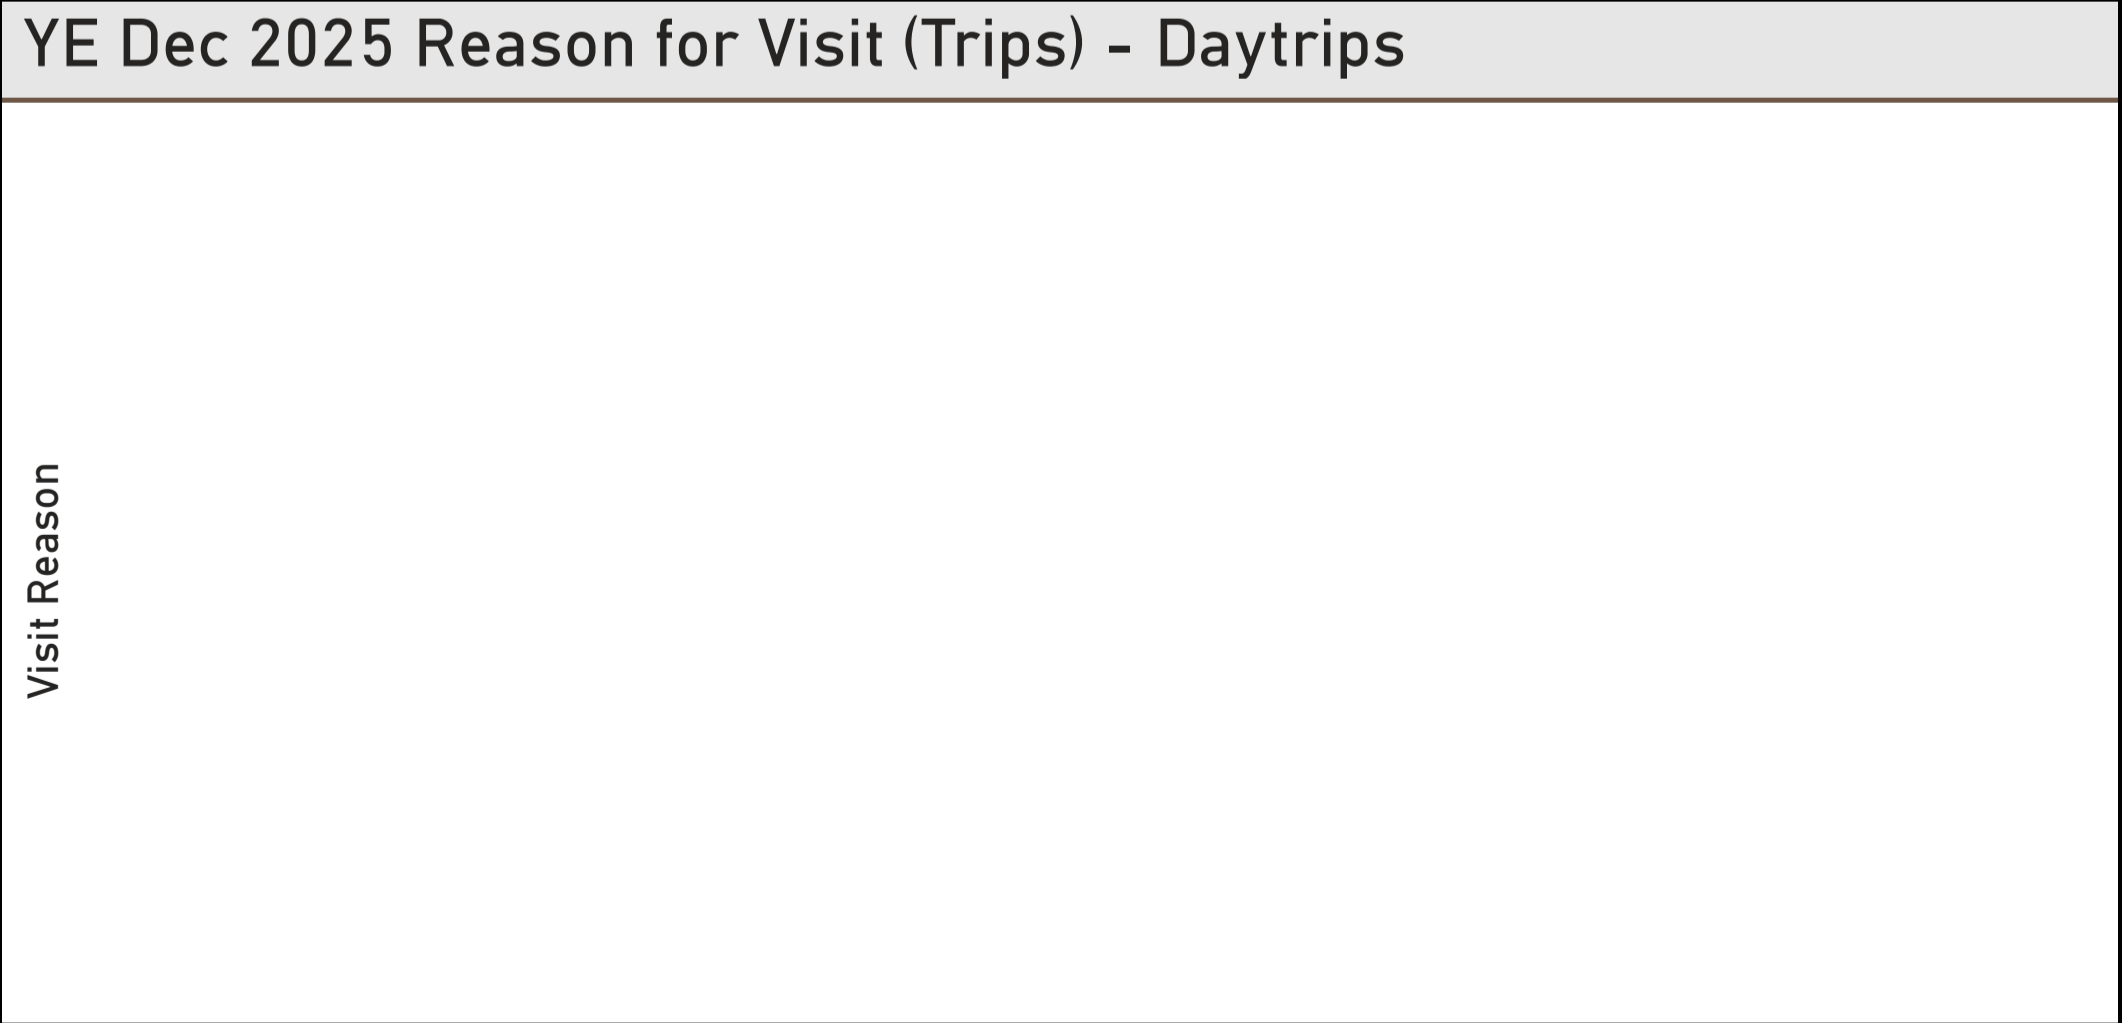 YE Dec 2025 Reason for Visit (Trips) - Daytrips
Visit Reason